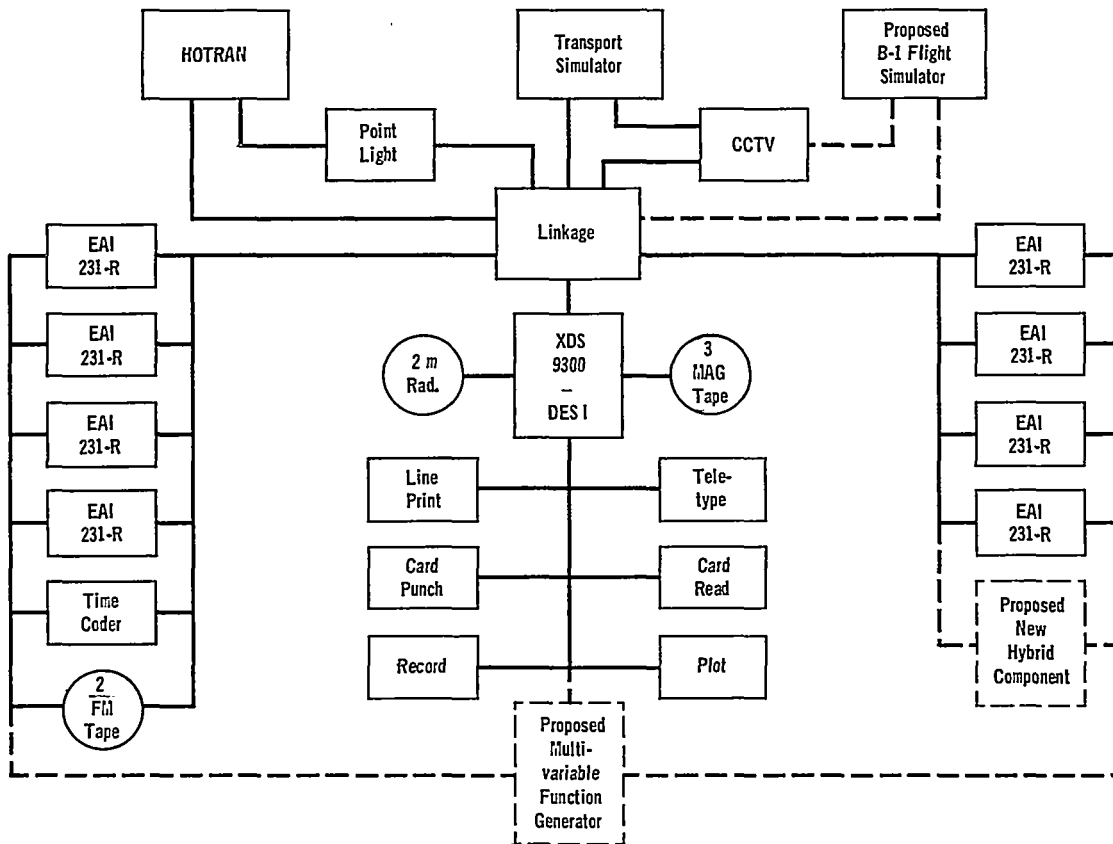 HOTRAN
Transport
Simulator
Proposed
B-1 Flight
Simulator
Point
Light
CCTV
Linkage
EAI
231-R
EAI
231-R
EAI
231-R
EAI
231-R
Time
Coder
2
FM
Tape
2 m
Rad.
XDS
9300
–
DES I
3
MAG
Tape
Line
Print
Tele-
type
Card
Punch
Card
Read
Record
Plot
Proposed
Multi-
variable
Function
Generator
EAI
231-R
EAI
231-R
EAI
231-R
EAI
231-R
Proposed
New
Hybrid
Component